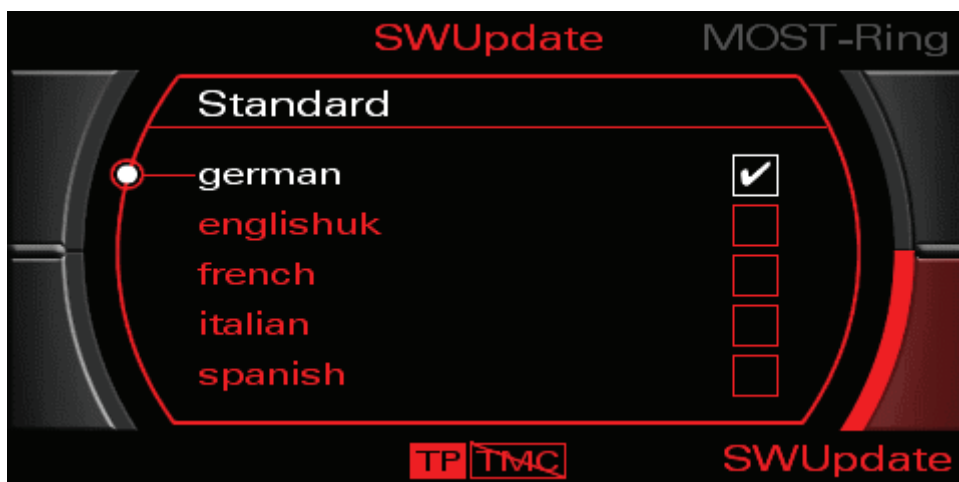 SWUpdate MOST-Ring
Standard
german
englishuk
french
italian
spanish
TP TMC SWUpdate